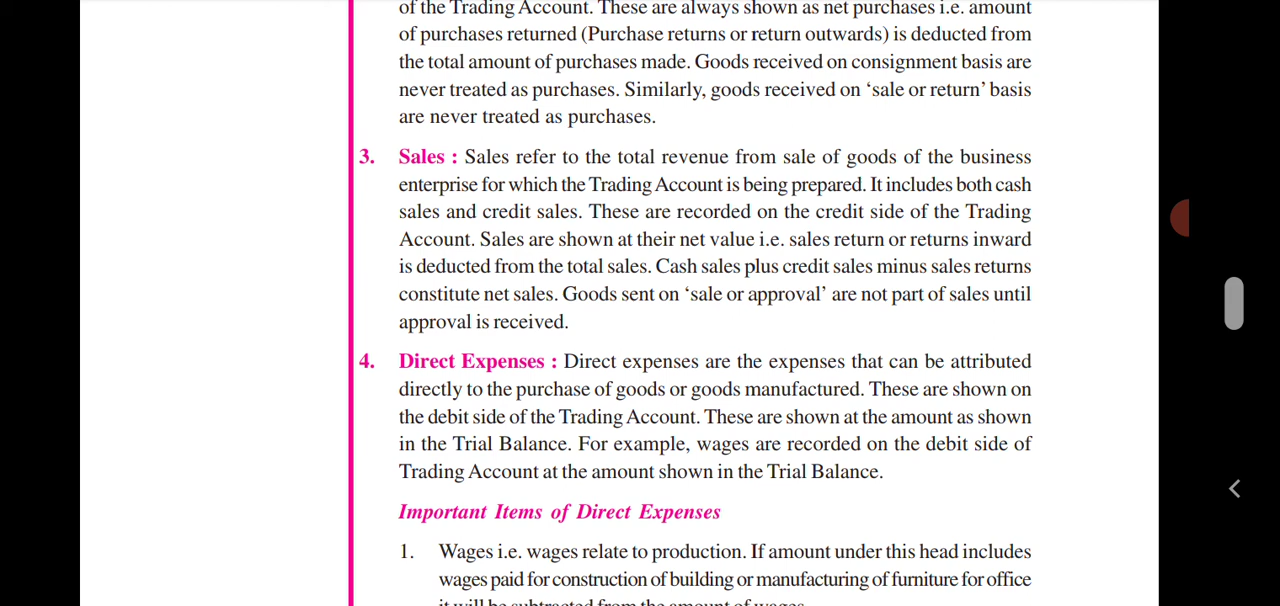 of the Trading Account. These are always shown as net purchases i.e. amount
of purchases returned (Purchase returns or return outwards) is deducted from
the total amount of purchases made. Goods received on consignment basis are
never treated as purchases. Similarly, goods received on ‘sale or return’ basis
are never treated as purchases.
3. Sales : Sales refer to the total revenue from sale of goods of the business
enterprise for which the Trading Account is being prepared. It includes both cash
sales and credit sales. These are recorded on the credit side of the Trading
Account. Sales are shown at their net value i.e. sales return or returns inward
is deducted from the total sales. Cash sales plus credit sales minus sales returns
constitute net sales. Goods sent on ‘sale or approval’ are not part of sales until
approval is received.
4. Direct Expenses : Direct expenses are the expenses that can be attributed
directly to the purchase of goods or goods manufactured. These are shown on
the debit side of the Trading Account. These are shown at the amount as shown
in the Trial Balance. For example, wages are recorded on the debit side of
Trading Account at the amount shown in the Trial Balance.
Important Items of Direct Expenses
1. Wages i.e. wages relate to production. If amount under this head includes
wages paid for construction of building or manufacturing of furniture for office
it will be subtracted from the amount of wages